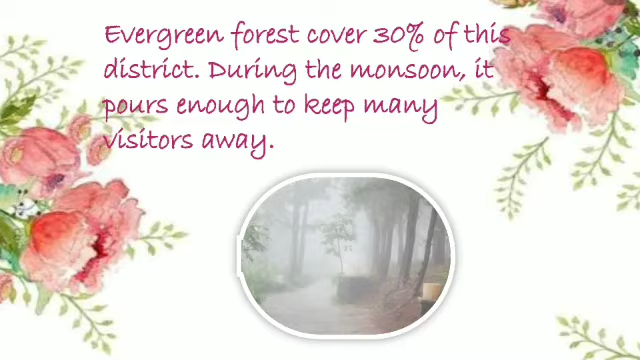 Evergreen forest cover 30% of this
district. During the monsoon, it
pours enough to keep many
visitors away.